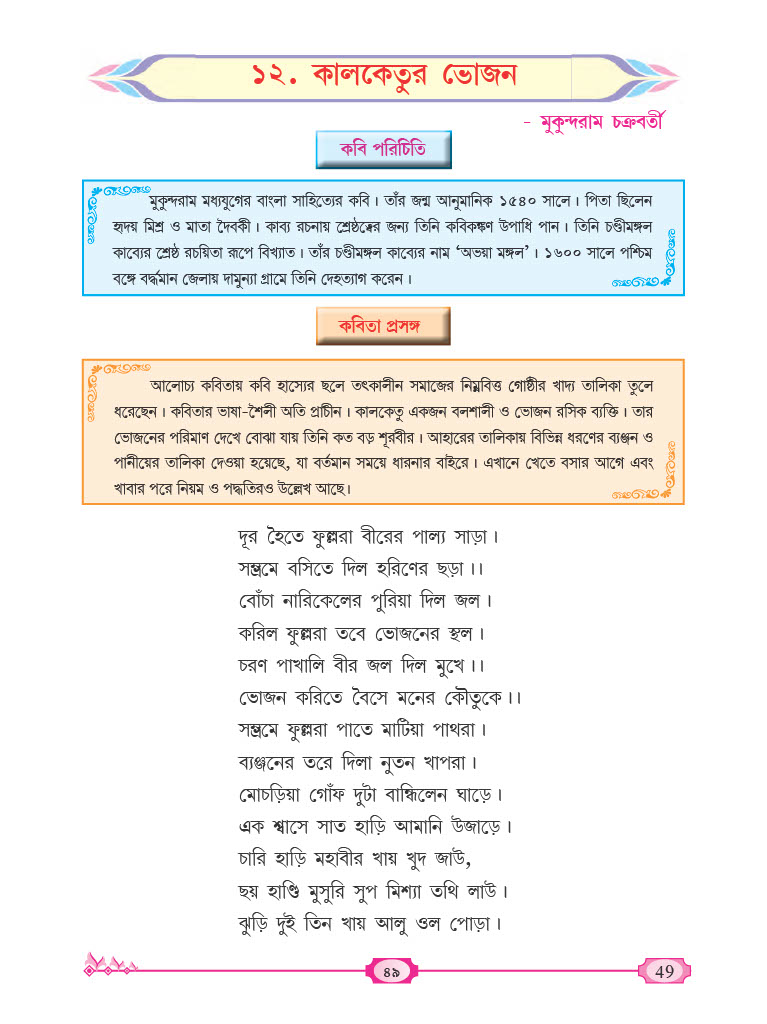 ১২. কালকেতুর ভোজন
- মুকুন্দরাম চক্রবর্তী
কবি পরিচিতি
মুকুন্দরাম মধ্যযুগের বাংলা সাহিত্যের কবি। তাঁর জন্ম আনুমানিক ১৫৪০ সালে। পিতা ছিলেন
হৃদয় মিশ্র ও মাতা দৈবকী। কাব্য রচনায় শ্রেষ্ঠত্বের জন্য তিনি কবিকঙ্কণ উপাধি পান। তিনি চণ্ডীমঙ্গল
কাব্যের শ্রেষ্ঠ রচয়িতা রূপে বিখ্যাত। তাঁর চণ্ডীমঙ্গল কাব্যের নাম ‘অভয়া মঙ্গল’। ১৬০০ সালে পশ্চিম
বঙ্গে বর্দ্ধমান জেলায় দামুন্যা গ্রামে তিনি দেহত্যাগ করেন।
কবিতা প্রসঙ্গ
আলোচ্য কবিতায় কবি হাস্যের ছলে তৎকালীন সমাজের নিম্নবিত্ত গোষ্ঠীর খাদ্য তালিকা তুলে
ধরেছেন। কবিতার ভাষা-শৈলী অতি প্রাচীন। কালকেতু একজন বলশালী ও ভোজন রসিক ব্যক্তি। তার
ভোজনের পরিমাণ দেখে বোঝা যায় তিনি কত বড় শূরবীর। আহারের তালিকায় বিভিন্ন ধরণের ব্যঞ্জন ও
পানীয়ের তালিকা দেওয়া হয়েছে, যা বর্তমান সময়ে ধারনার বাইরে। এখানে খেতে বসার আগে এবং
খাবার পরে নিয়ম ও পদ্ধতিরও উল্লেখ আছে।
দূর হৈতে ফুল্লরা বীরের পাল্য সাড়া।
সম্ভ্রমে বসিতে দিল হরিণের ছড়া।।
বোঁচা নারিকেলের পুরিয়া দিল জল।
করিল ফুল্লরা তবে ভোজনের স্থল।
চরণ পাখালি বীর জল দিল মুখে।।
ভোজন করিতে বৈসে মনের কৌতুকে।।
সম্ভ্রমে ফুল্লরা পাতে মাটিয়া পাথরা।
ব্যঞ্জনের তরে দিলা নুতন খাপরা।
মোচড়িয়া গোঁফ দুটা বান্ধিলেন ঘাড়ে।
এক শ্বাসে সাত হাড়ি আমানি উজাড়ে।
চারি হাড়ি মহাবীর খায় খুদ জাউ,
ছয় হাণ্ডি মুসুরি সুপ মিশ্যা তথি লাউ।
ঝুড়ি দুই তিন খায় আলু ওল পোড়া।
৪৯
49